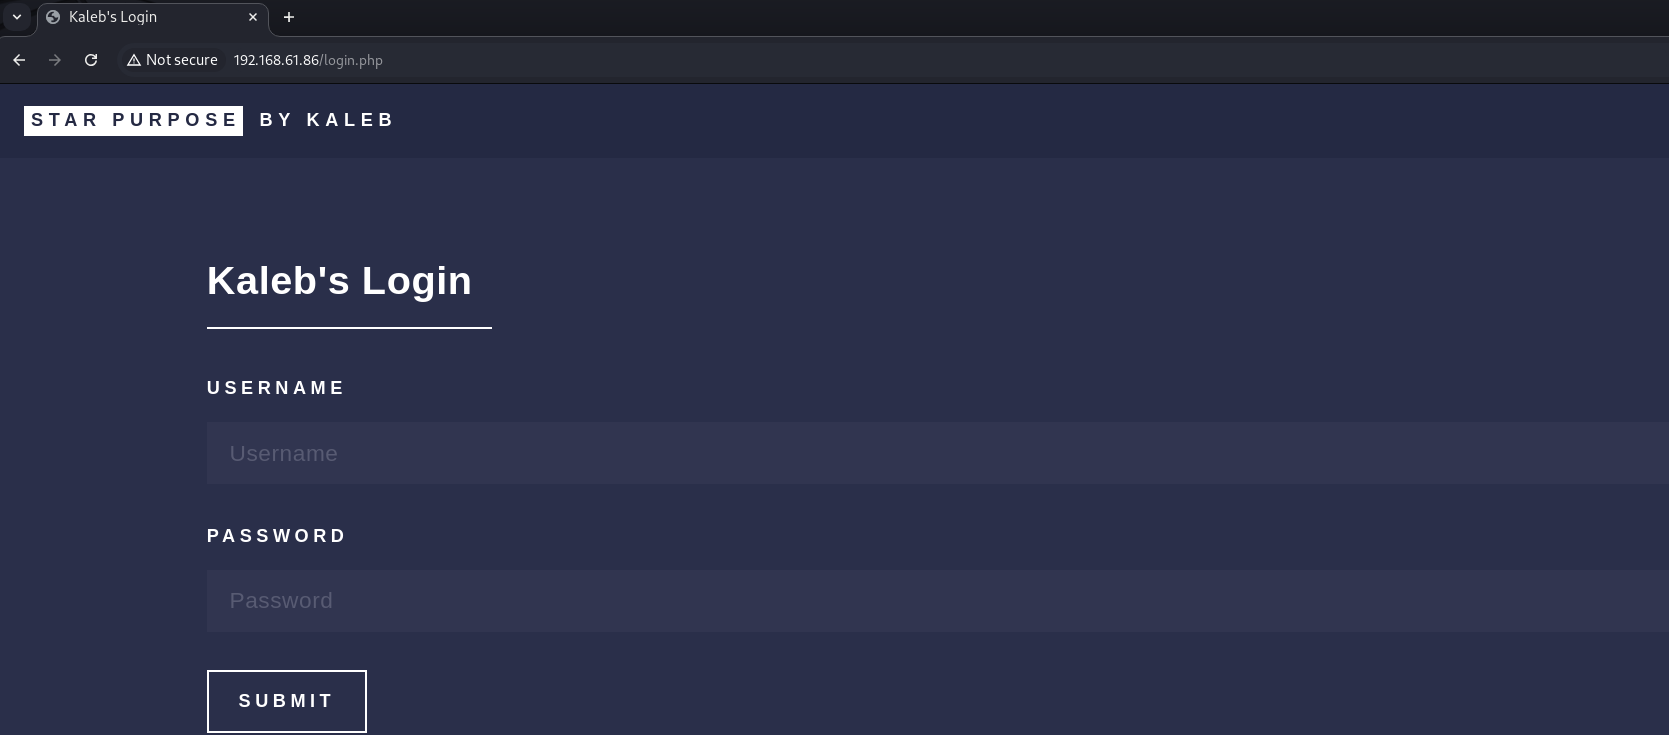 Kaleb's Login
Not secure 192.168.61.86/login.php
STAR PURPOSE BY KALEB
Kaleb's Login
USERNAME
Username
PASSWORD
Password
SUBMIT